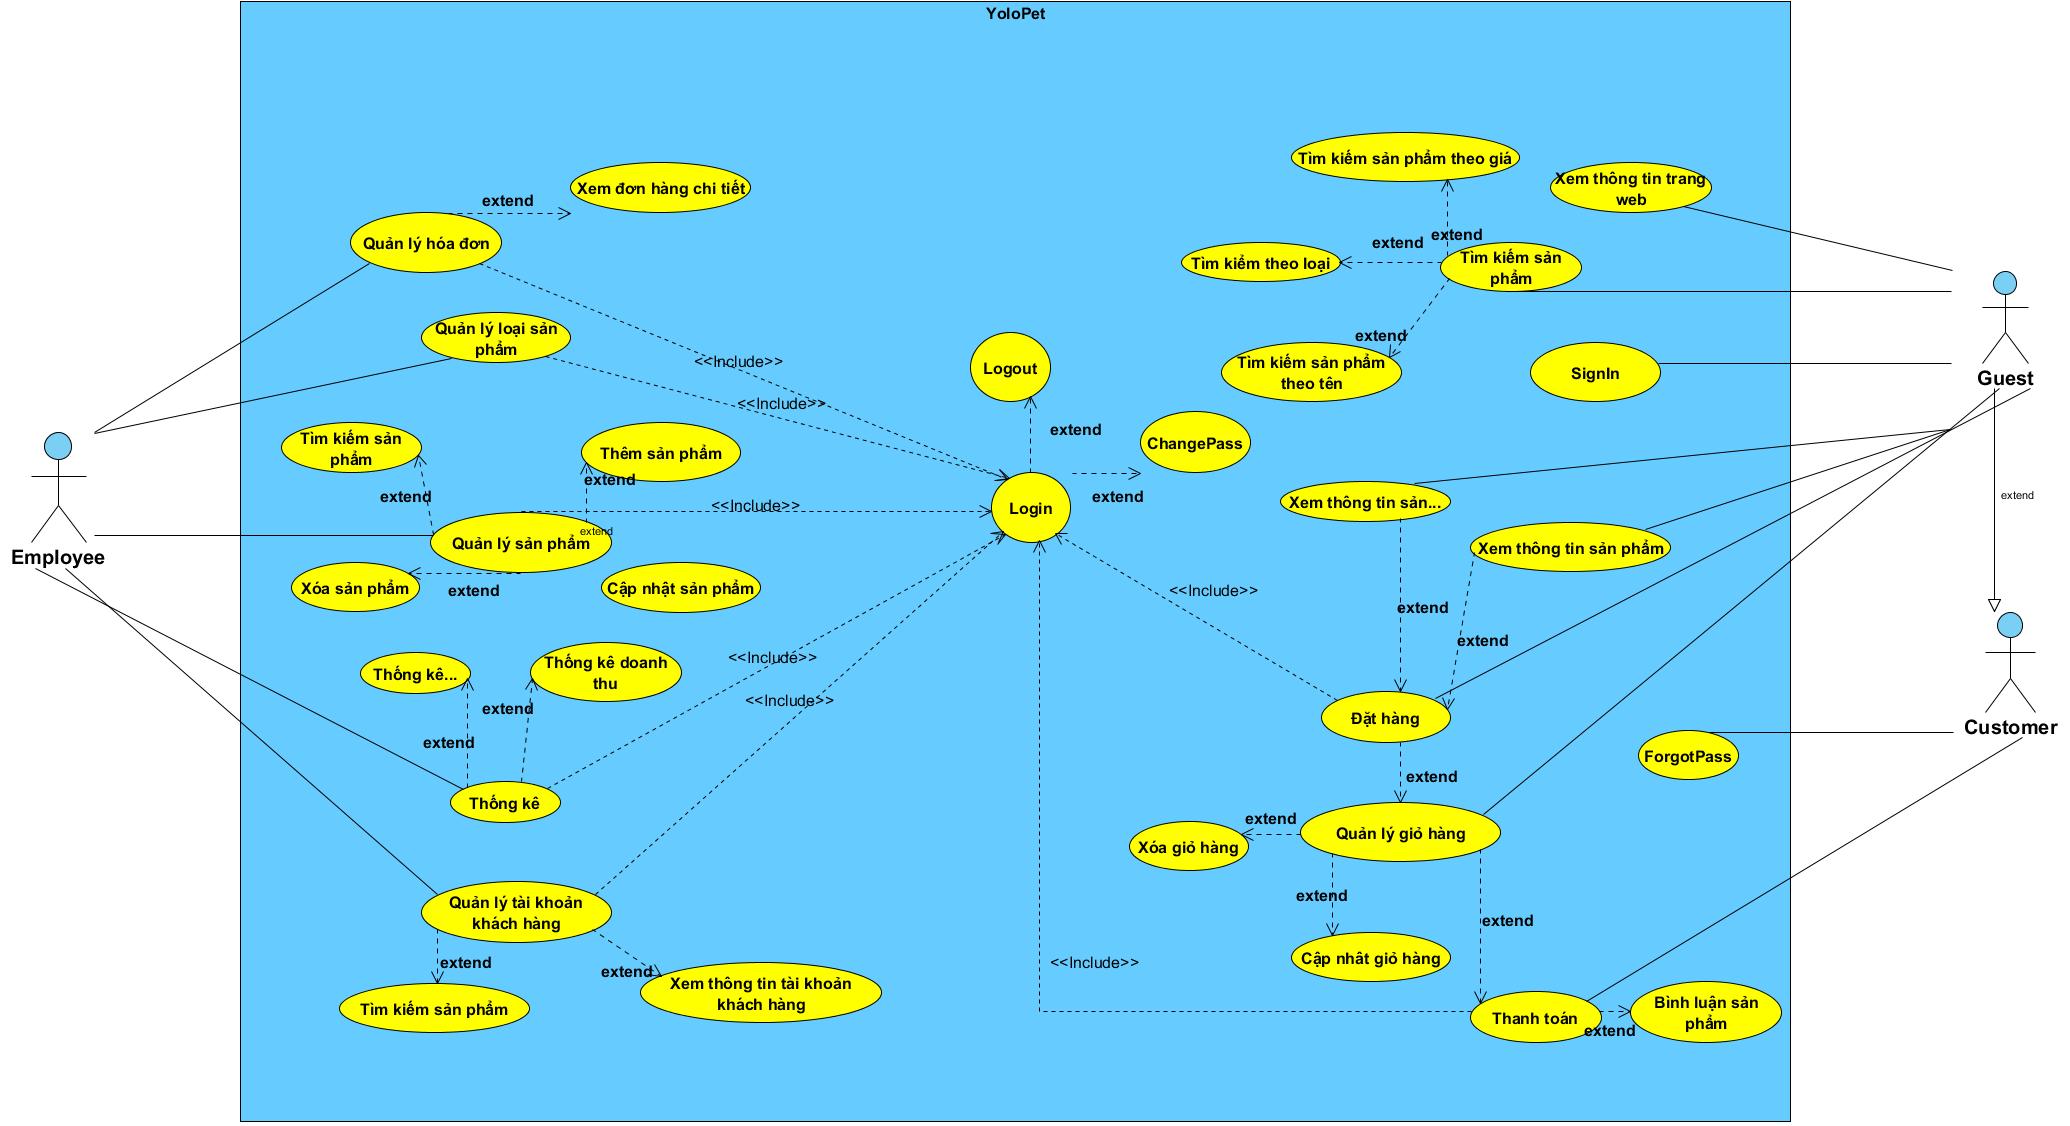 YoloPet
Tìm kiếm sản phẩm theo giá
Xem đơn hàng chi tiết
Xem thông tin trang
web
extend
Quản lý hóa đơn
extend
extend
Tìm kiểm theo loại
Tìm kiếm sản
phẩm
Quản lý loại sản
phẩm
<<Include>>
extend
Logout
Tìm kiếm sản phẩm
theo tên
SignIn
Guest
<<Include>>
extend
ChangePass
Tìm kiếm sản
phẩm
Thêm sản phẩm
extend
extend
extend
extend
<<Include>>
Login
Xem thông tin sản...
extend
Quản lý sản phẩm
Xem thông tin sản phẩm
Employee
Xóa sản phẩm
extend
Cập nhật sản phẩm
<<Include>>
extend
extend
<<Include>>
Thống kê...
Thống kê doanh
thu
extend
<<Include>>
Đặt hàng
Customer
extend
ForgotPass
extend
Thống kê
extend
Xóa giỏ hàng
Quản lý giỏ hàng
Quản lý tài khoản
khách hàng
extend
extend
extend
extend
<<Include>>
Cập nhât giỏ hàng
Xem thông tin tài khoản
khách hàng
Tìm kiếm sản phẩm
Thanh toán
extend
Bình luận sản
phẩm